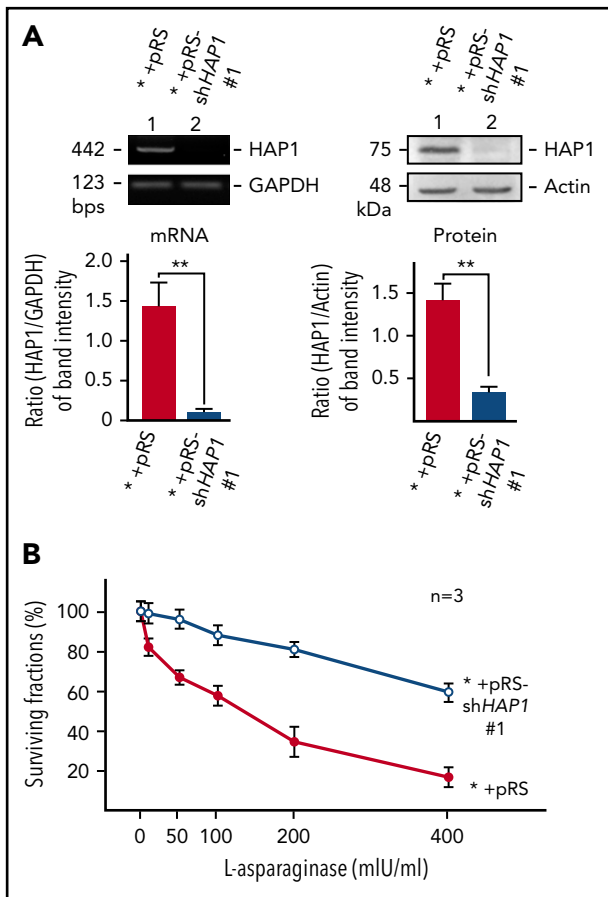 A
* +pRS
* +pRS-
shHAP1
#1
1 2
442 – HAP1
123 – GAPDH
bps
mRNA
Ratio (HAP1/GAPDH)
of band intensity
2.0
1.5
1.0
0.5
0
**
* +pRS
* +pRS-
shHAP1
#1
* +pRS
* +pRS-
shHAP1
#1
1 2
75 – HAP1
48 – Actin
kDa
Protein
Ratio (HAP1/Actin)
of band intensity
1.5
1.0
0.5
**
* +pRS
* +pRS-
shHAP1
#1
B
n=3
Surviving fractions (%)
100
80
60
40
20
* +pRS-
shHAP1
#1
* +pRS
0 50 100 200 400
L-asparaginase (mIU/ml)